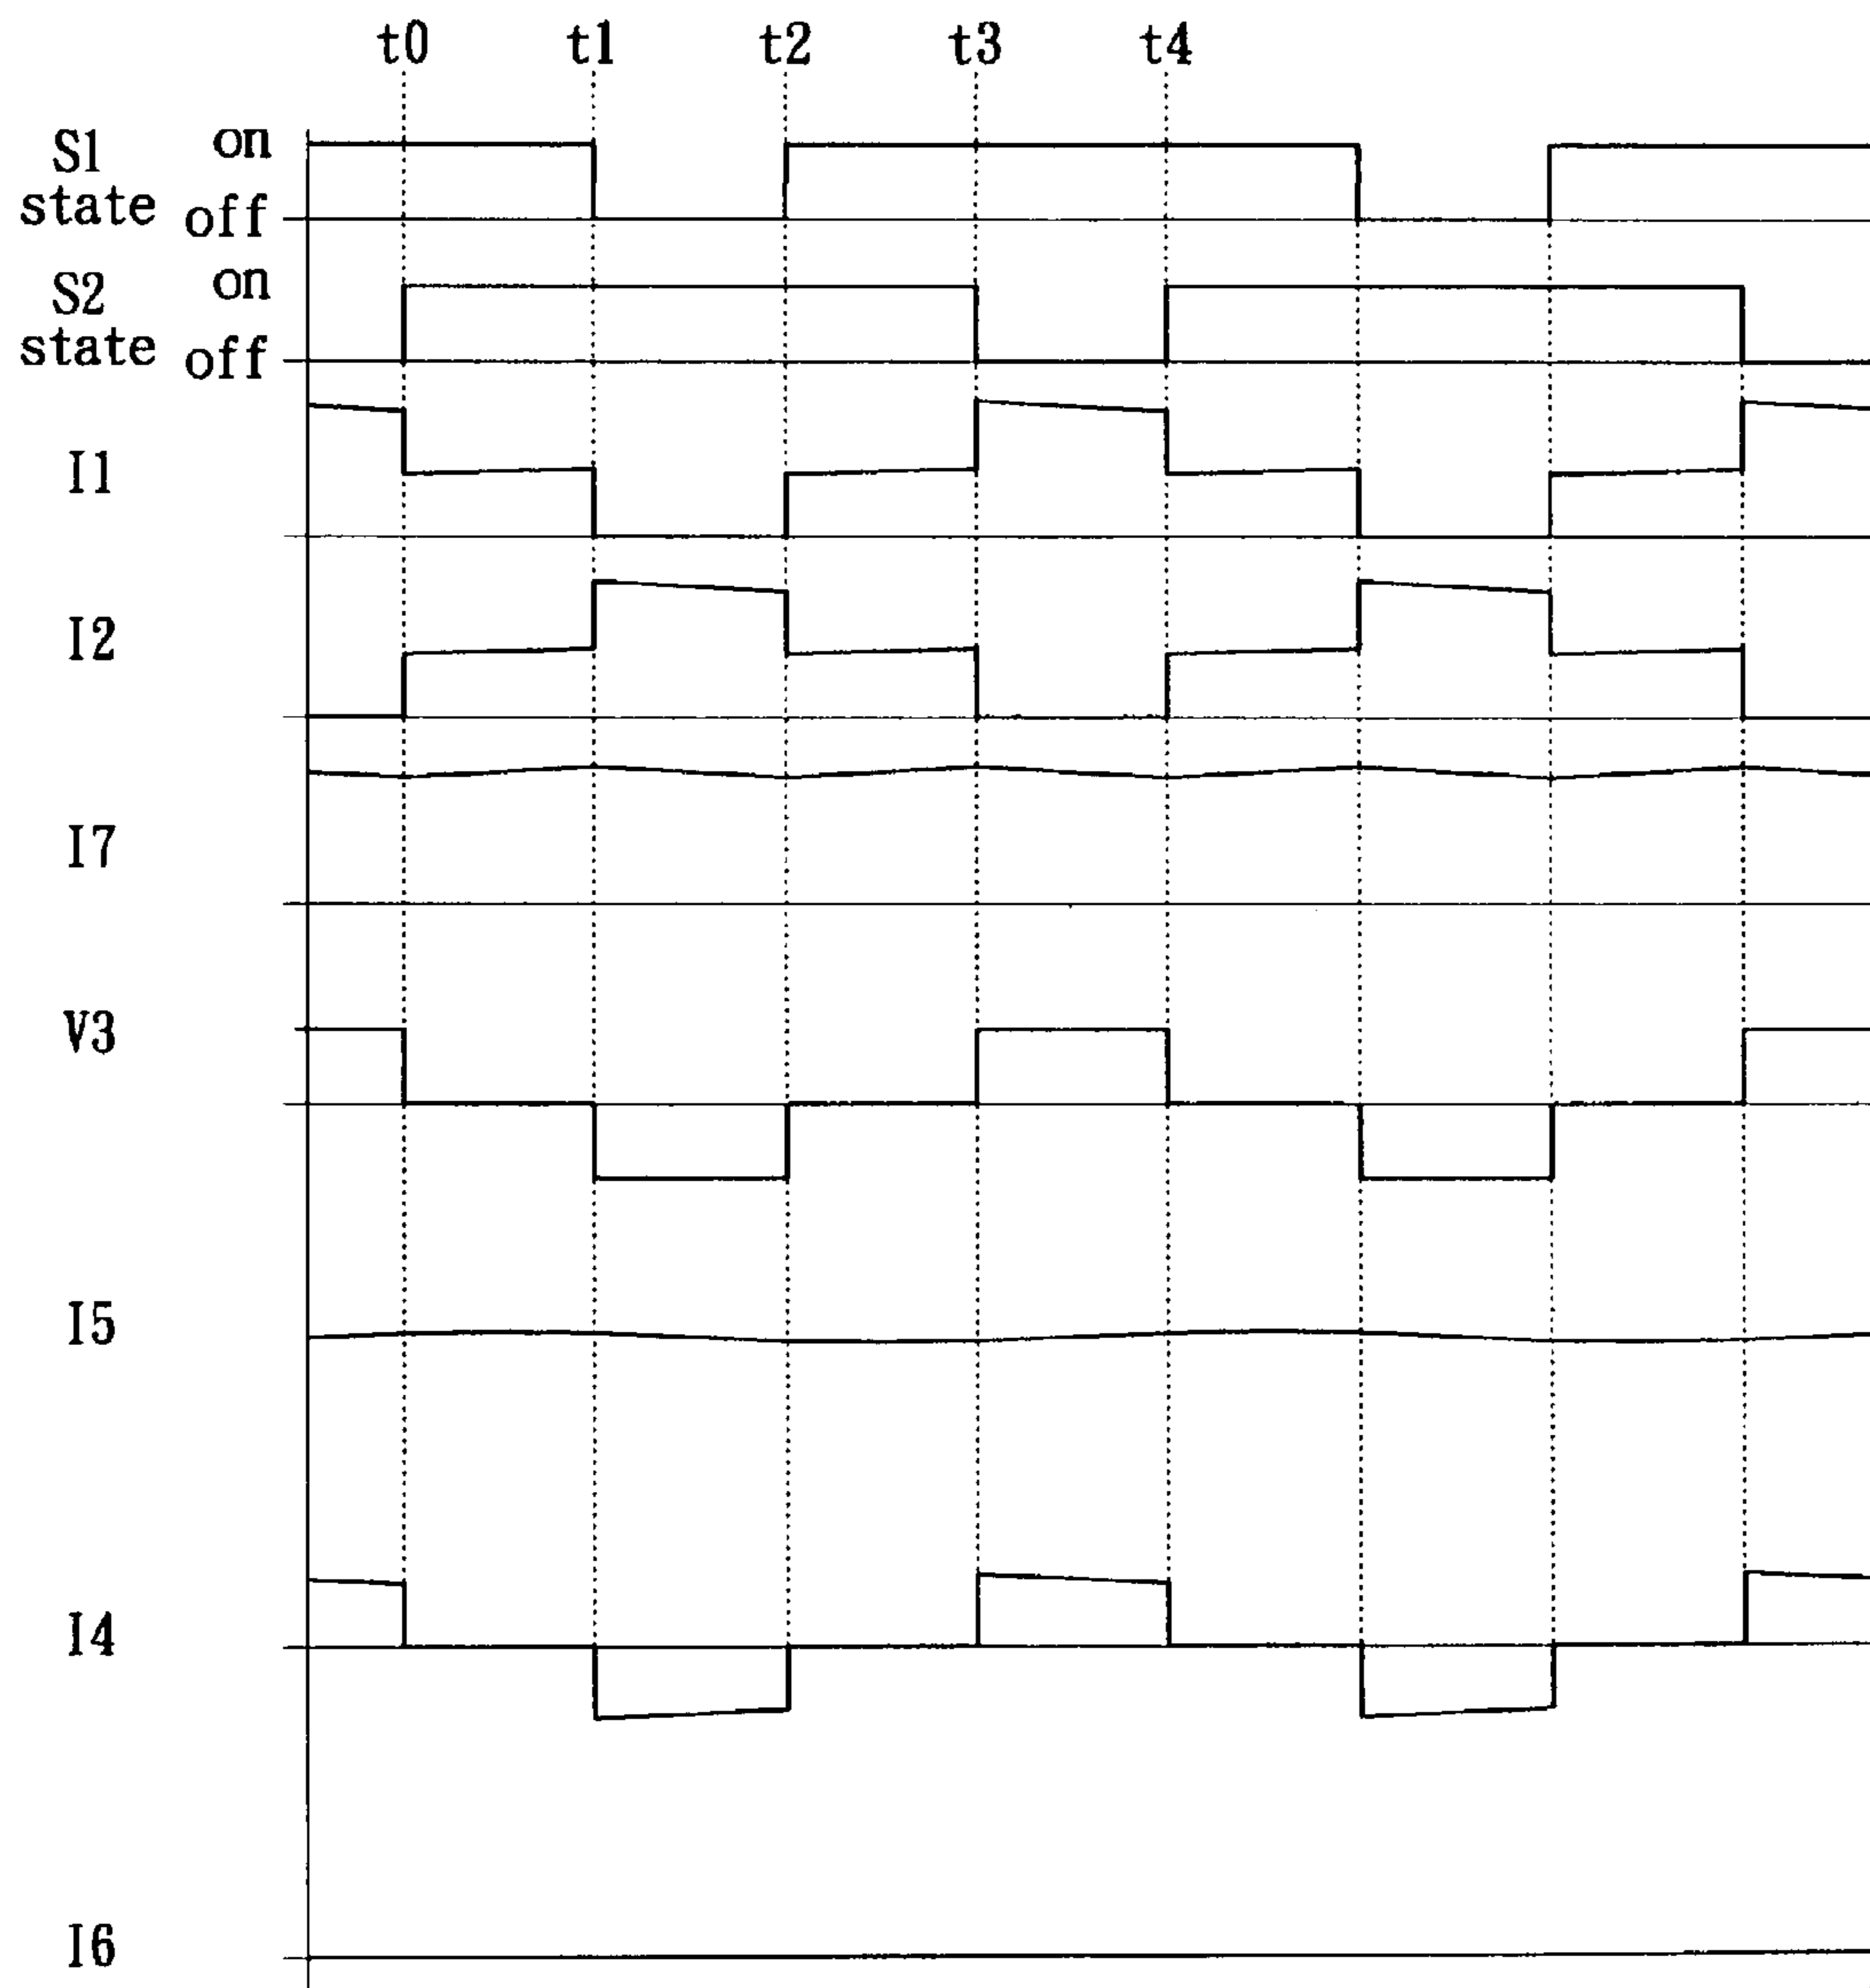 t0 t1 t2 t3 t4
S1 on
state off
S2 on
state off
I1
I2
I7
V3
I5
I4
I6